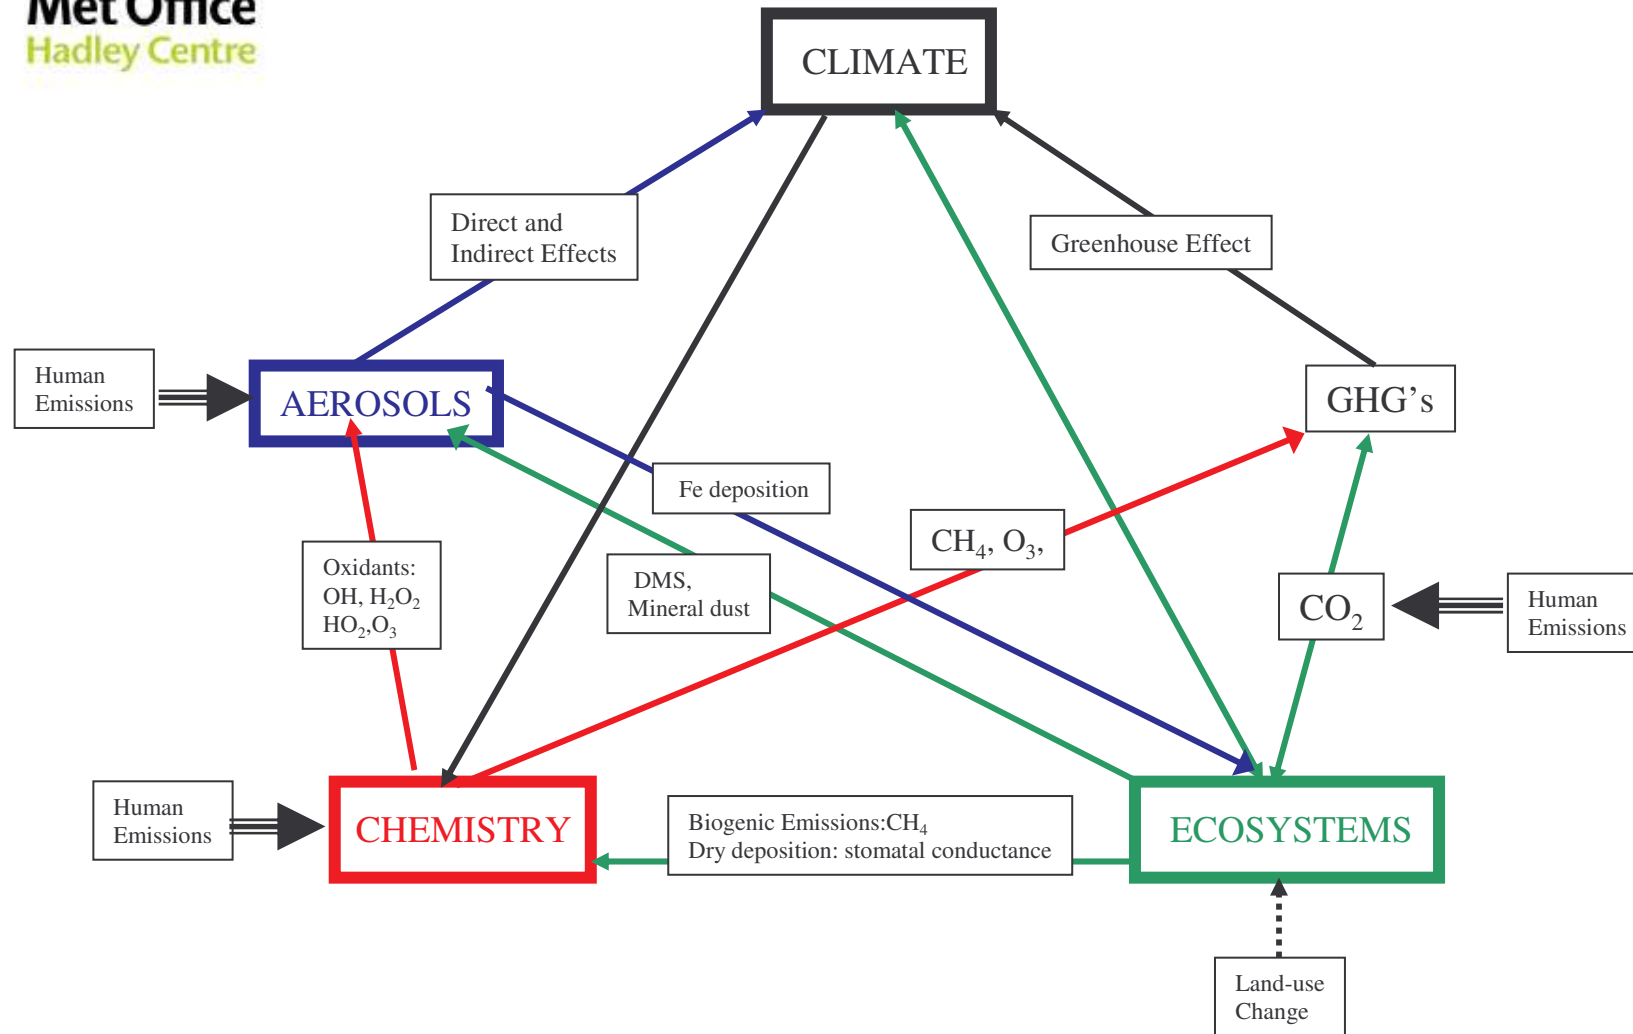 Met Office
Hadley Centre
CLIMATE
Direct and
Indirect Effects
Greenhouse Effect
Human
Emissions
AEROSOLS
GHG’s
Fe deposition
CH₄, O₃,
Oxidants:
OH, H₂O₂
HO₂,O₃
DMS,
Mineral dust
CO₂
Human
Emissions
Human
Emissions
CHEMISTRY
Biogenic Emissions:CH₄
Dry deposition: stomatal conductance
ECOSYSTEMS
Land-use
Change